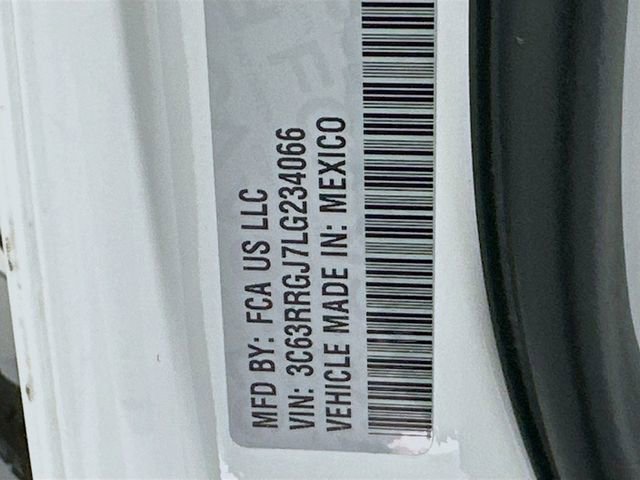 MFD BY: FCA US LLC
VIN: 3C63RRGJ7LG234066
VEHICLE MADE IN: MEXICO